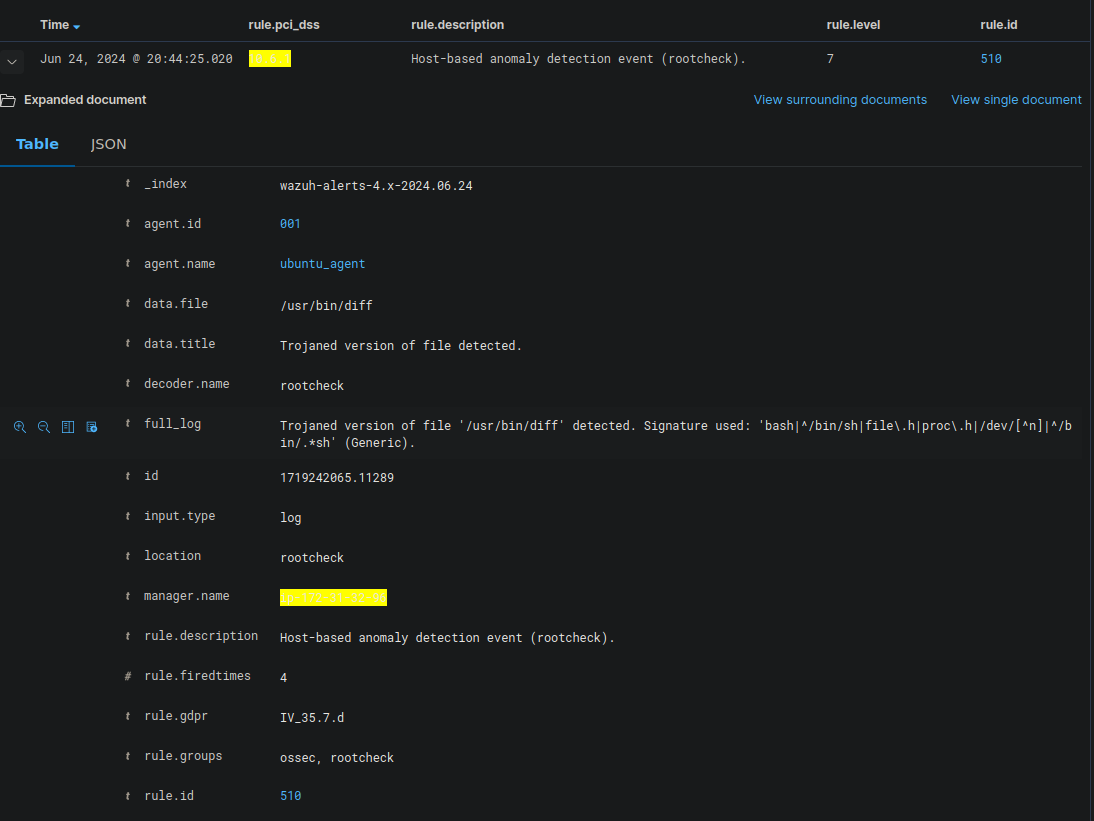 Time rule.pci_dss rule.description rule.level rule.id
Jun 24, 2024 @ 20:44:25.020 Host-based anomaly detection event (rootcheck). 7 510
Expanded document View surrounding documents View single document
Table JSON
t _index wazuh-alerts-4.x-2024.06.24
t agent.id 001
t agent.name ubuntu_agent
t data.file /usr/bin/diff
t data.title Trojaned version of file detected.
t decoder.name rootcheck
t full_log Trojaned version of file '/usr/bin/diff' detected. Signature used: 'bash|^/bin/sh|file\.h|proc\.h|/dev/[^n]|^/b
in/.*sh' (Generic).
t id 1719242065.11289
t input.type log
t location rootcheck
t manager.name
t rule.description Host-based anomaly detection event (rootcheck).
# rule.firedtimes 4
t rule.gdpr IV_35.7.d
t rule.groups ossec, rootcheck
t rule.id 510